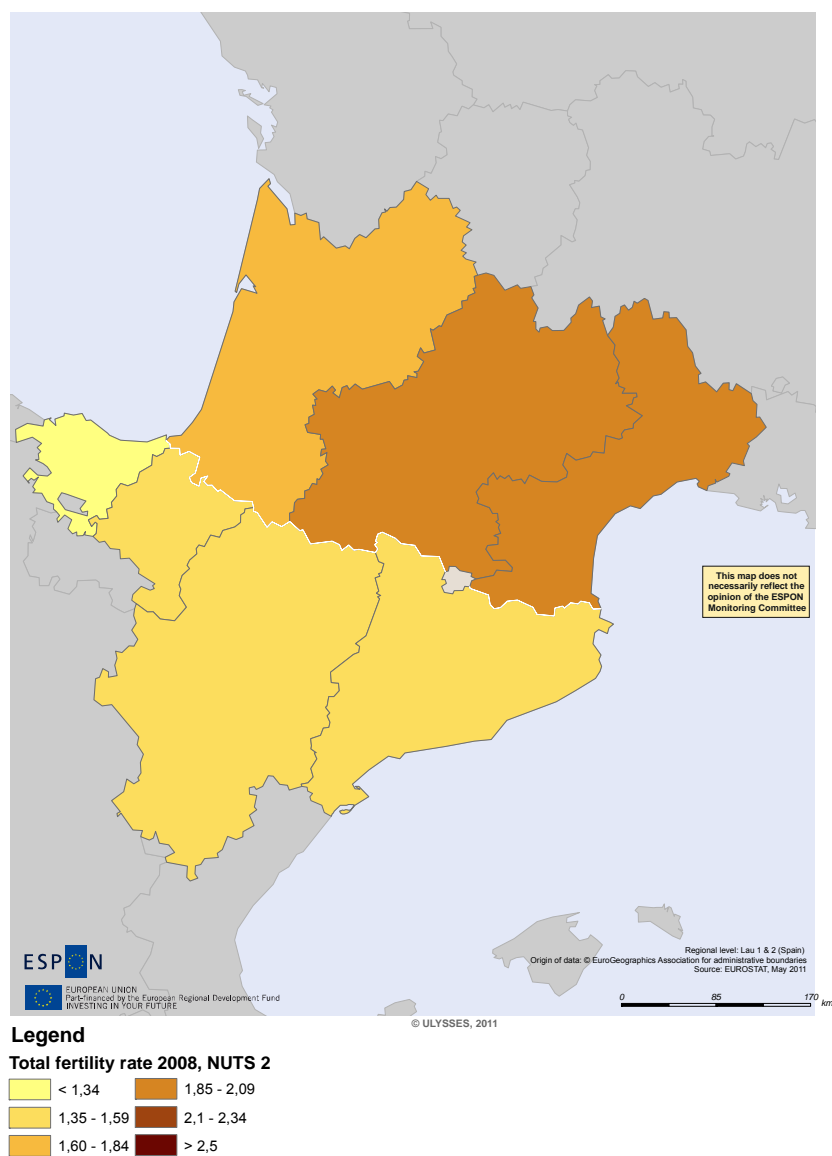 This map does not
necessarily reflect the
opinion of the ESPON
Monitoring Committee
ESPON
EUROPEAN UNION
Part-financed by the European Regional Development Fund
INVESTING IN YOUR FUTURE
Regional level: Lau 1 & 2 (Spain)
Origin of data: © EuroGeographics Association for administrative boundaries
Source: EUROSTAT, May 2011
0 85 170
km
© ULYSSES, 2011
Legend
Total fertility rate 2008, NUTS 2
< 1,34 1,85 - 2,09
1,35 - 1,59 2,1 - 2,34
1,60 - 1,84 > 2,5